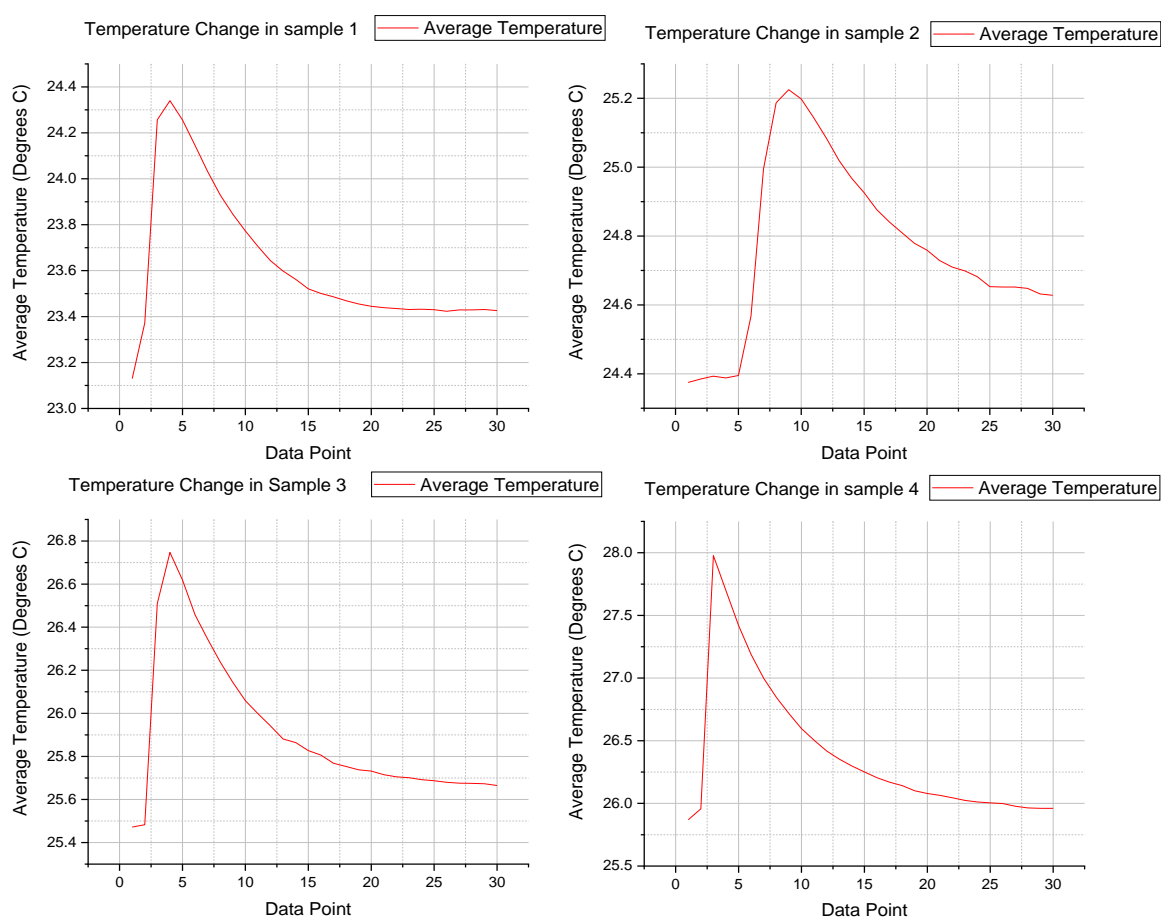 Temperature Change in sample 1
Average Temperature
Average Temperature (Degrees C)
24.4
24.2
24.0
23.8
23.6
23.4
23.2
23.0
0 5 10 15 20 25 30
Data Point
Temperature Change in sample 2
Average Temperature
Average Temperature (Degrees C)
25.2
25.0
24.8
24.6
24.4
0 5 10 15 20 25 30
Data Point
Temperature Change in Sample 3
Average Temperature
Average Temperature (Degrees C)
26.8
26.6
26.4
26.2
26.0
25.8
25.6
25.4
0 5 10 15 20 25 30
Data Point
Temperature Change in sample 4
Average Temperature
Average Temperature (Degrees C)
28.0
27.5
27.0
26.5
26.0
25.5
0 5 10 15 20 25 30
Data Point